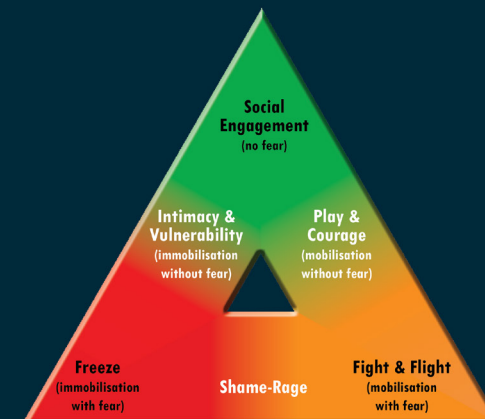 Social
Engagement
(no fear)
Intimacy &
Vulnerability
(immobilisation
without fear)
Play &
Courage
(mobilisation
without fear)
Freeze
(immobilisation
with fear)
Shame-Rage
Fight & Flight
(mobilisation
with fear)